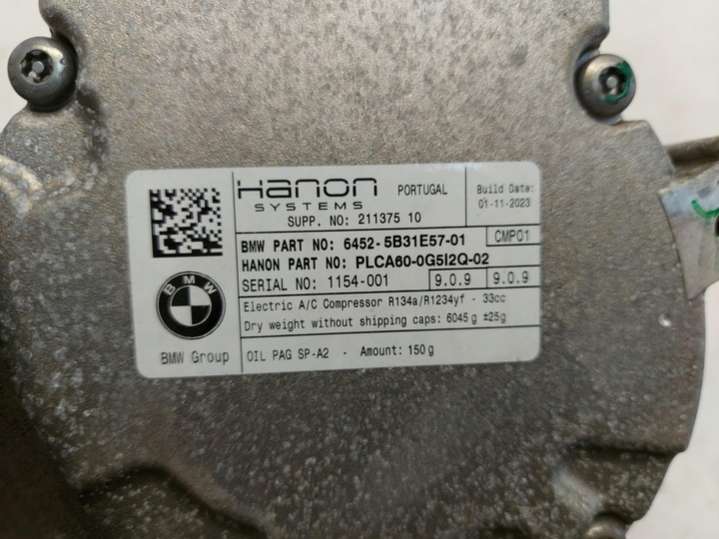 Hanon
SYSTEMS
PORTUGAL
Build Date:
01-11-2023
SUPP. NO: 211375 10
BMW PART NO: 6452- 5B31E57-01
CMP01
HANON PART NO: PLCA60-0G5I2Q-02
SERIAL NO: 1154-001
9.0.9
9.0.9
Electric A/C Compressor R134a/R1234yf - 33cc
Dry weight without shipping caps: 6045g ±25g
BMW
BMW Group
OIL PAG SP-A2 - Amount: 150g